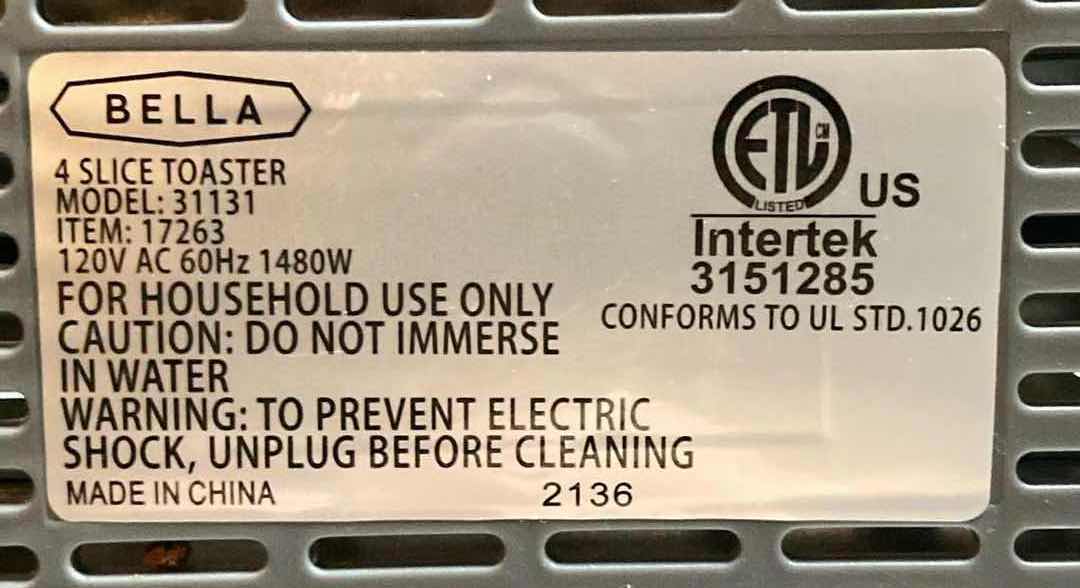 BELLA
4 SLICE TOASTER
MODEL: 31131
ITEM: 17263
120V AC 60Hz 1480W
FOR HOUSEHOLD USE ONLY
CAUTION: DO NOT IMMERSE
IN WATER
WARNING: TO PREVENT ELECTRIC
SHOCK, UNPLUG BEFORE CLEANING
MADE IN CHINA
2136
ETL CM
LISTED
US
Intertek
3151285
CONFORMS TO UL STD.1026